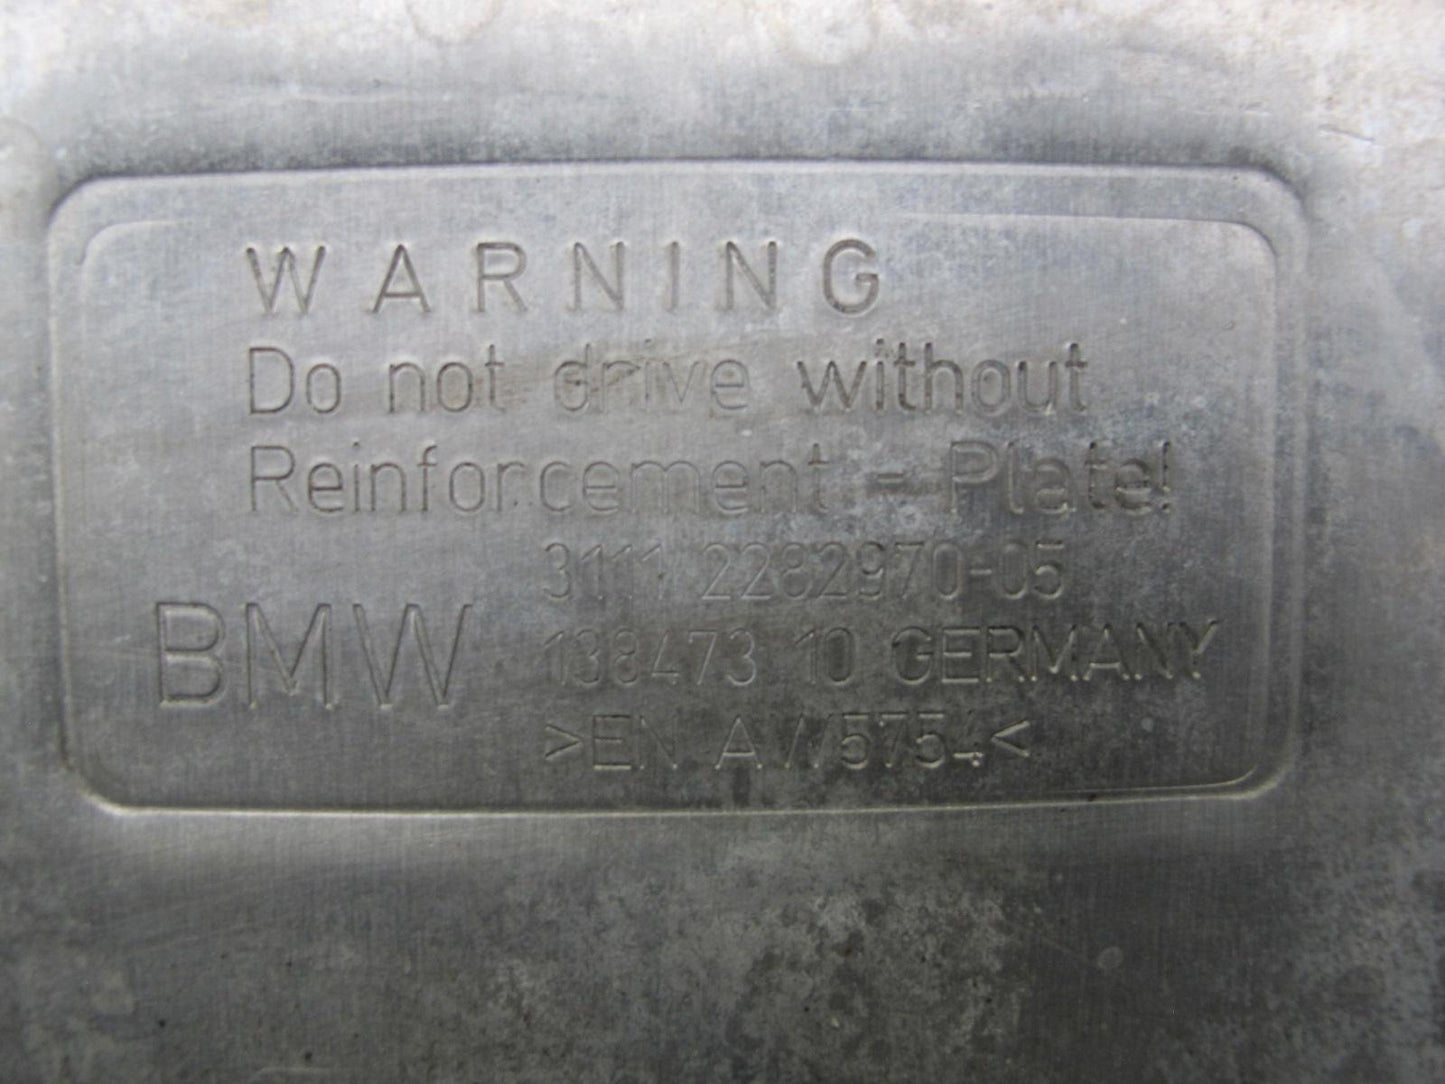 WARNING
Do not drive without
Reinforcement - Plate!
3111 2282970-05
BMW
138473 10 GERMANY
>EN AW5754<